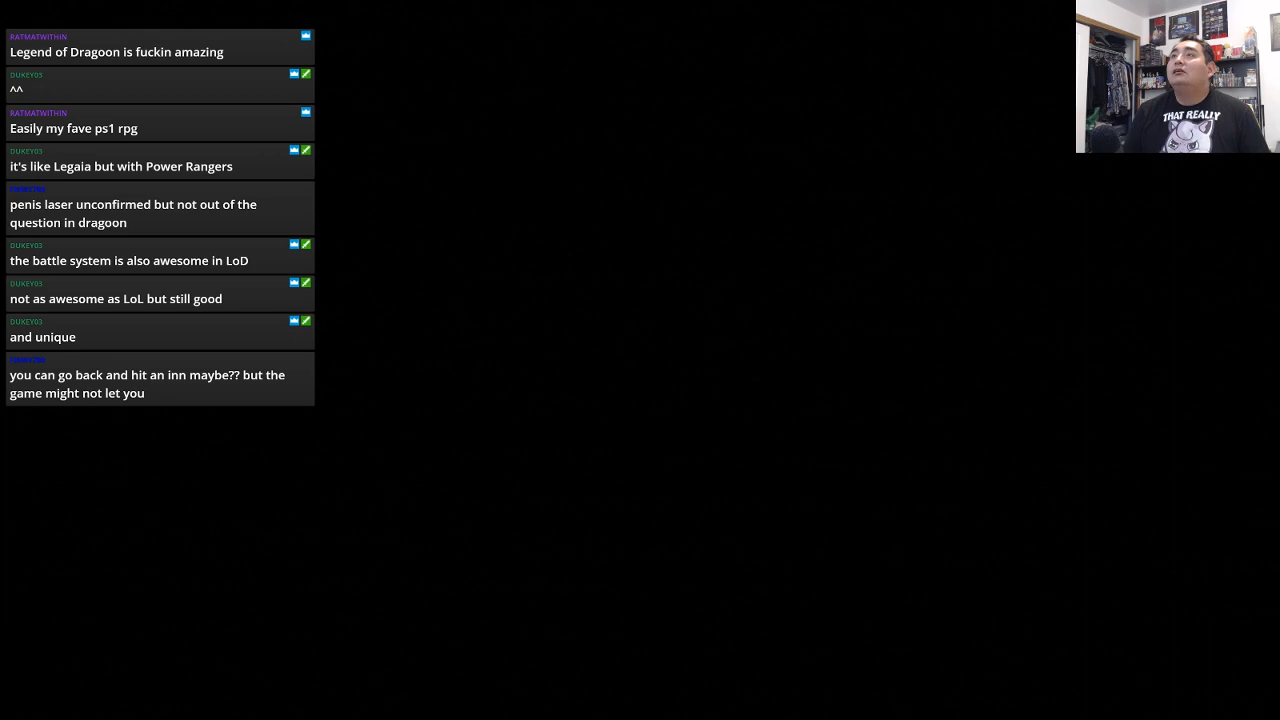 RATMATWITHIN
Legend of Dragoon is fuckin amazing
DUKEY03
^^
RATMATWITHIN
Easily my fave ps1 rpg
DUKEY03
it's like Legaia but with Power Rangers
penis laser unconfirmed but not out of the
question in dragoon
DUKEY03
the battle system is also awesome in LoD
DUKEY03
not as awesome as LoL but still good
DUKEY03
and unique
you can go back and hit an inn maybe?? but the
game might not let you
THAT REALLY